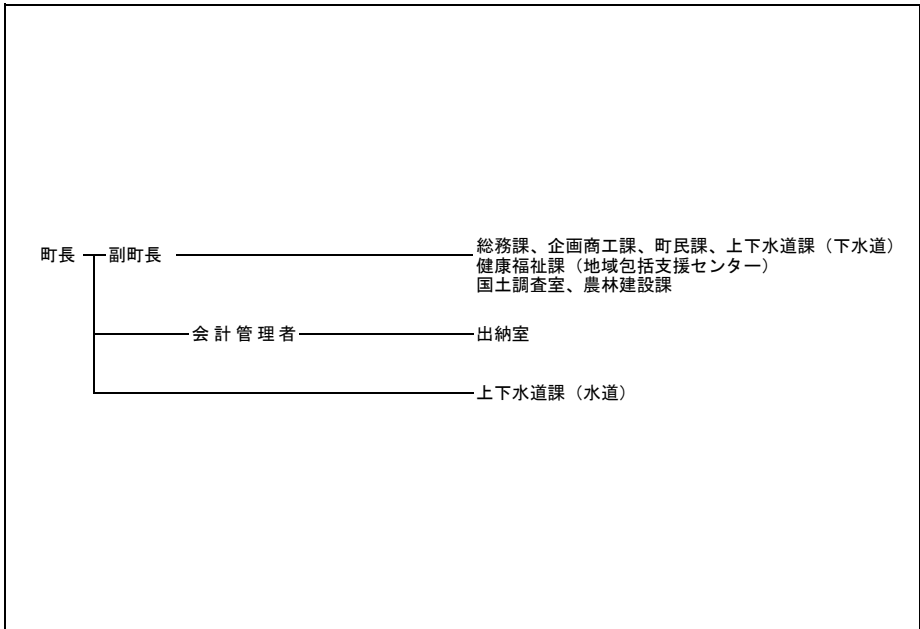 町長 副町長 総務課、企画商工課、町民課、上下水道課（下水道）
健康福祉課（地域包括支援センター）
国土調査室、農林建設課
会計管理者 出納室
上下水道課（水道）